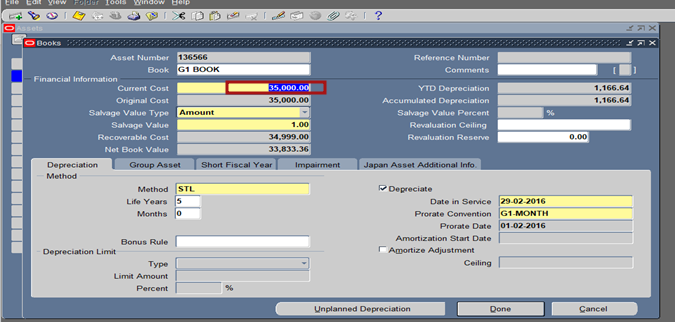 File Edit View Folder Tools Window Help
Assets
Books
Asset Number 136566 Reference Number
Book G1 BOOK Comments [ ]
Financial Information
Current Cost 35,000.00 YTD Depreciation 1,166.64
Original Cost 35,000.00 Accumulated Depreciation 1,166.64
Salvage Value Type Amount Salvage Value Percent %
Salvage Value 1.00 Revaluation Ceiling
Recoverable Cost 34,999.00 Revaluation Reserve 0.00
Net Book Value 33,833.36
Depreciation Group Asset Short Fiscal Year Impairment Japan Asset Additional Info.
Method
Method STL Depreciate
Life Years 5 Date in Service 29-02-2016
Months 0 Prorate Convention G1-MONTH
Prorate Date 01-02-2016
Bonus Rule Amortization Start Date
Depreciation Limit Amortize Adjustment
Type Ceiling
Limit Amount
Percent %
Unplanned Depreciation Done Cancel